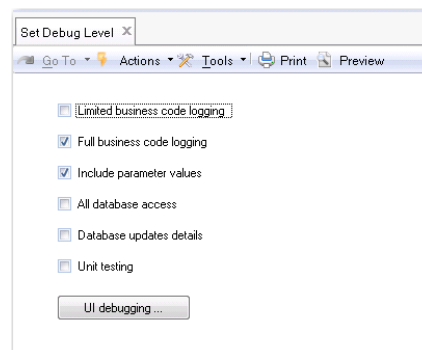 Set Debug Level X
Go To Actions Tools Print Preview
Limited business code logging
Full business code logging
Include parameter values
All database access
Database updates details
Unit testing
UI debugging ...